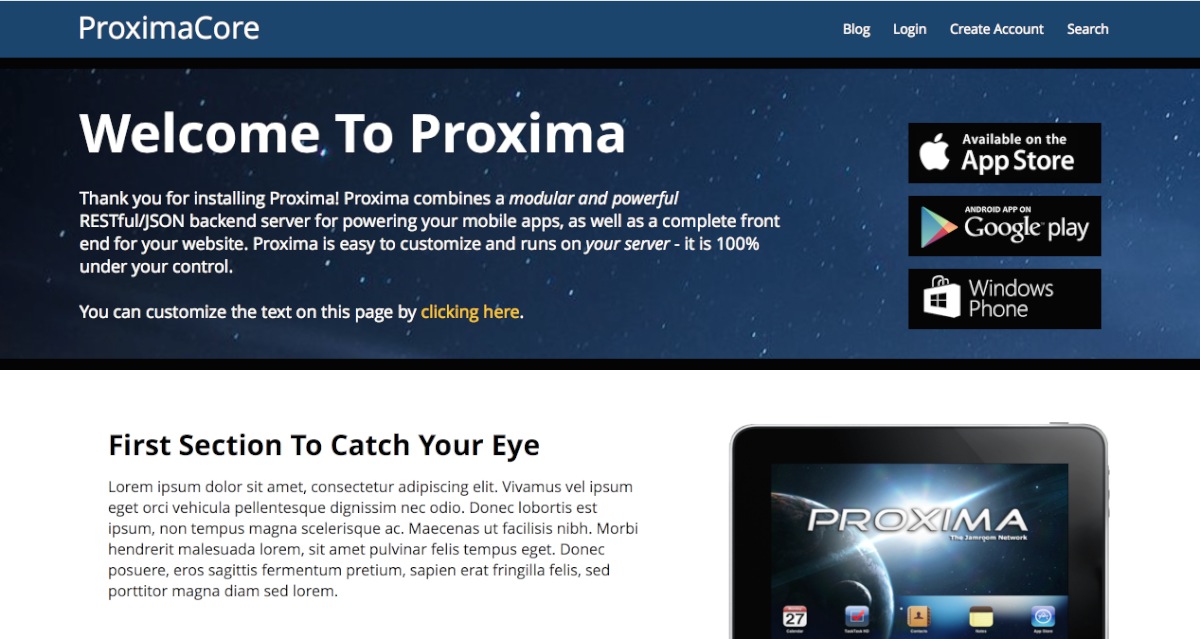 ProximaCore
Blog Login Create Account Search
Welcome To Proxima
Thank you for installing Proxima! Proxima combines a modular and powerful
RESTful/JSON backend server for powering your mobile apps, as well as a complete front
end for your website. Proxima is easy to customize and runs on your server - it is 100%
under your control.
You can customize the text on this page by clicking here.
Available on the
App Store
ANDROID APP ON
Google play
Windows
Phone
First Section To Catch Your Eye
Lorem ipsum dolor sit amet, consectetur adipiscing elit. Vivamus vel ipsum
eget orci vehicula pellentesque dignissim nec odio. Donec lobortis est
ipsum, non tempus magna scelerisque ac. Maecenas ut facilisis nibh. Morbi
hendrerit malesuada lorem, sit amet pulvinar felis tempus eget. Donec
posuere, eros sagittis fermentum pretium, sapien erat fringilla felis, sed
porttitor magna diam sed lorem.
PROXIMA
The Jamroom Network
27
Calendar
Contacts
Notes
App Store